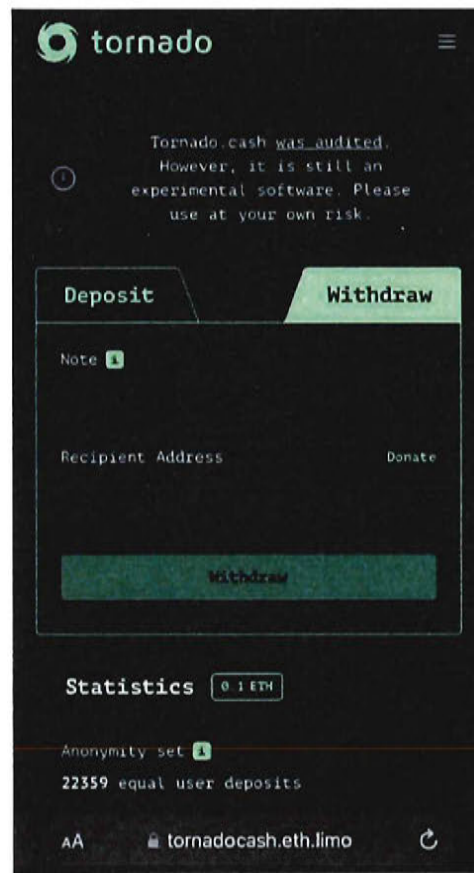 tornado
Tornado.cash was audited.
However, it is still an
experimental software. Please
use at your own risk.
Deposit
Withdraw
Note i
Recipient Address
Donate
Withdraw
Statistics 0.1 ETH
Anonymity set i
22359 equal user deposits
AA tornadocash.eth.limo